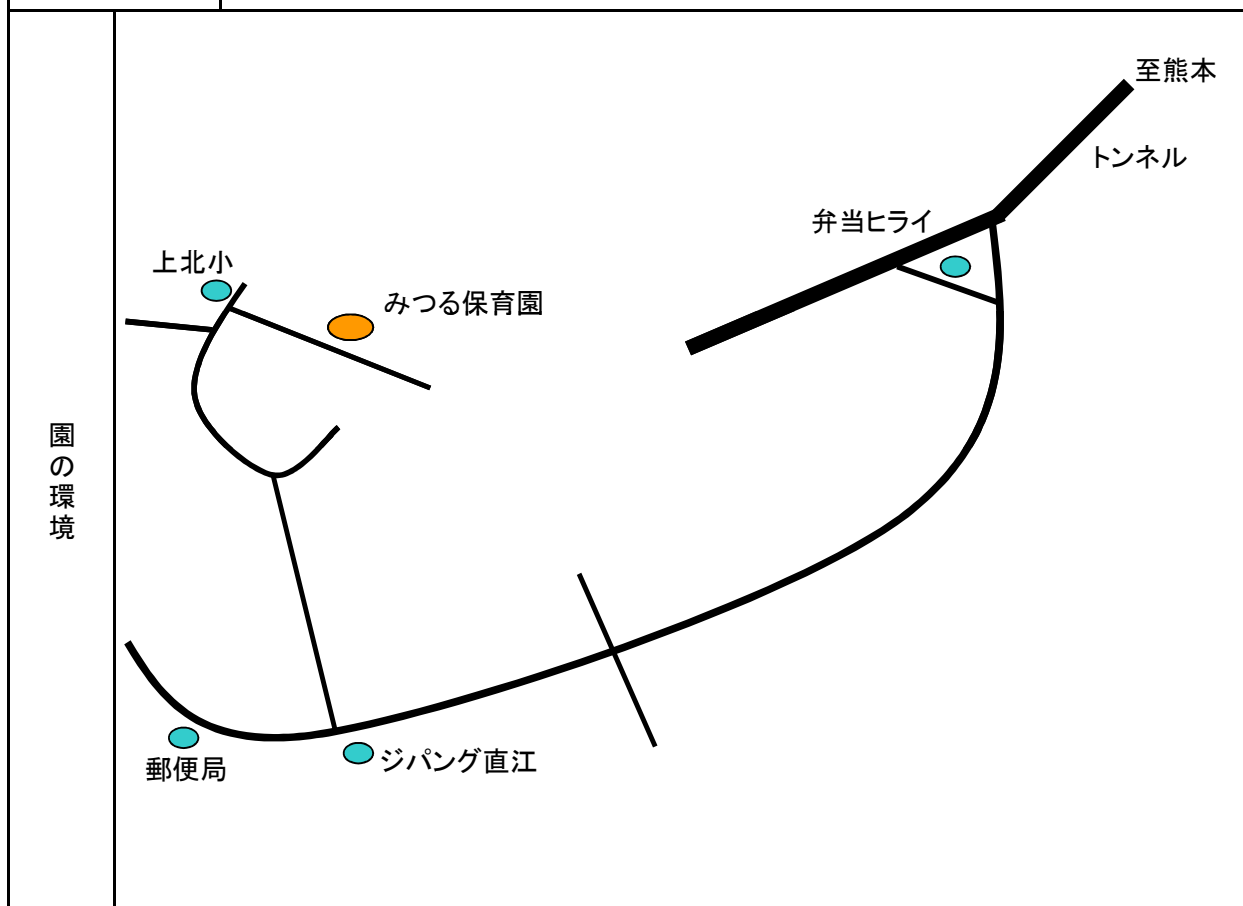 園の環境
至熊本
トンネル
弁当ヒライ
上北小
みつる保育園
郵便局
ジパング直江